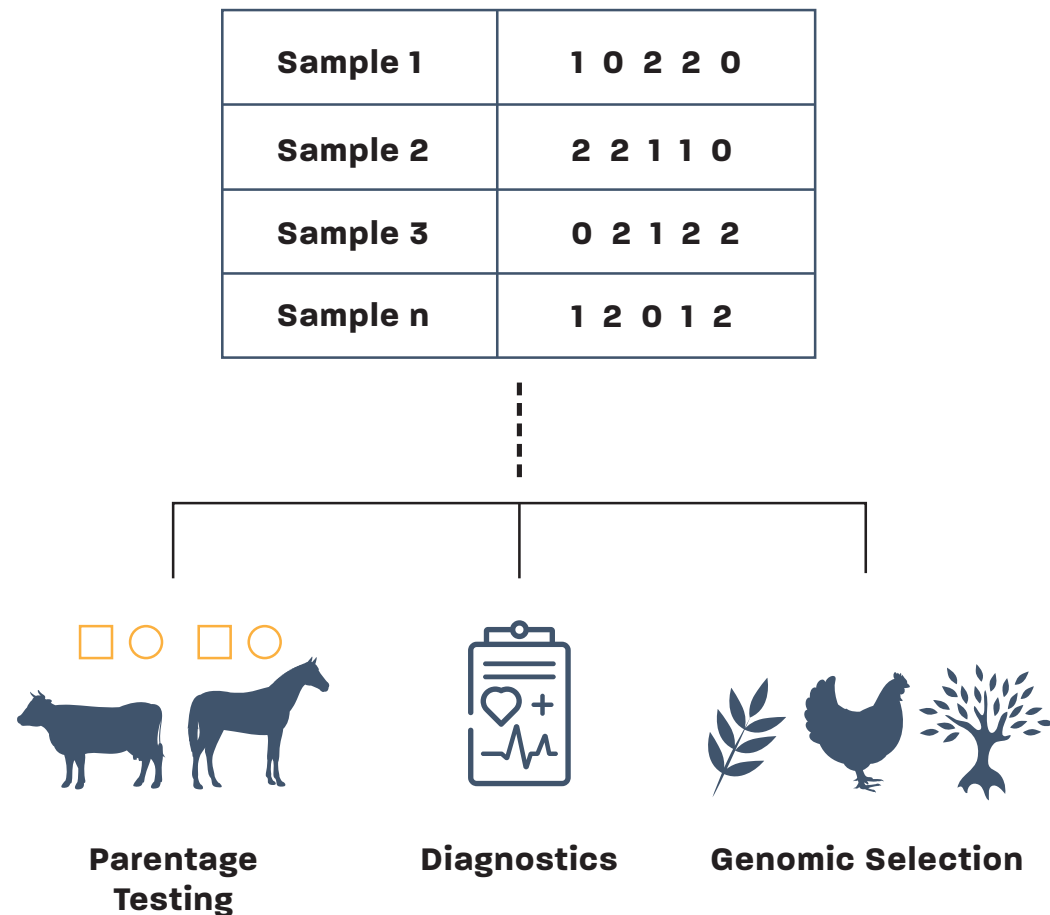 Sample 1 1 0 2 2 0
Sample 2 2 2 1 1 0
Sample 3 0 2 1 2 2
Sample n 1 2 0 1 2
Parentage
Testing
Diagnostics
Genomic Selection